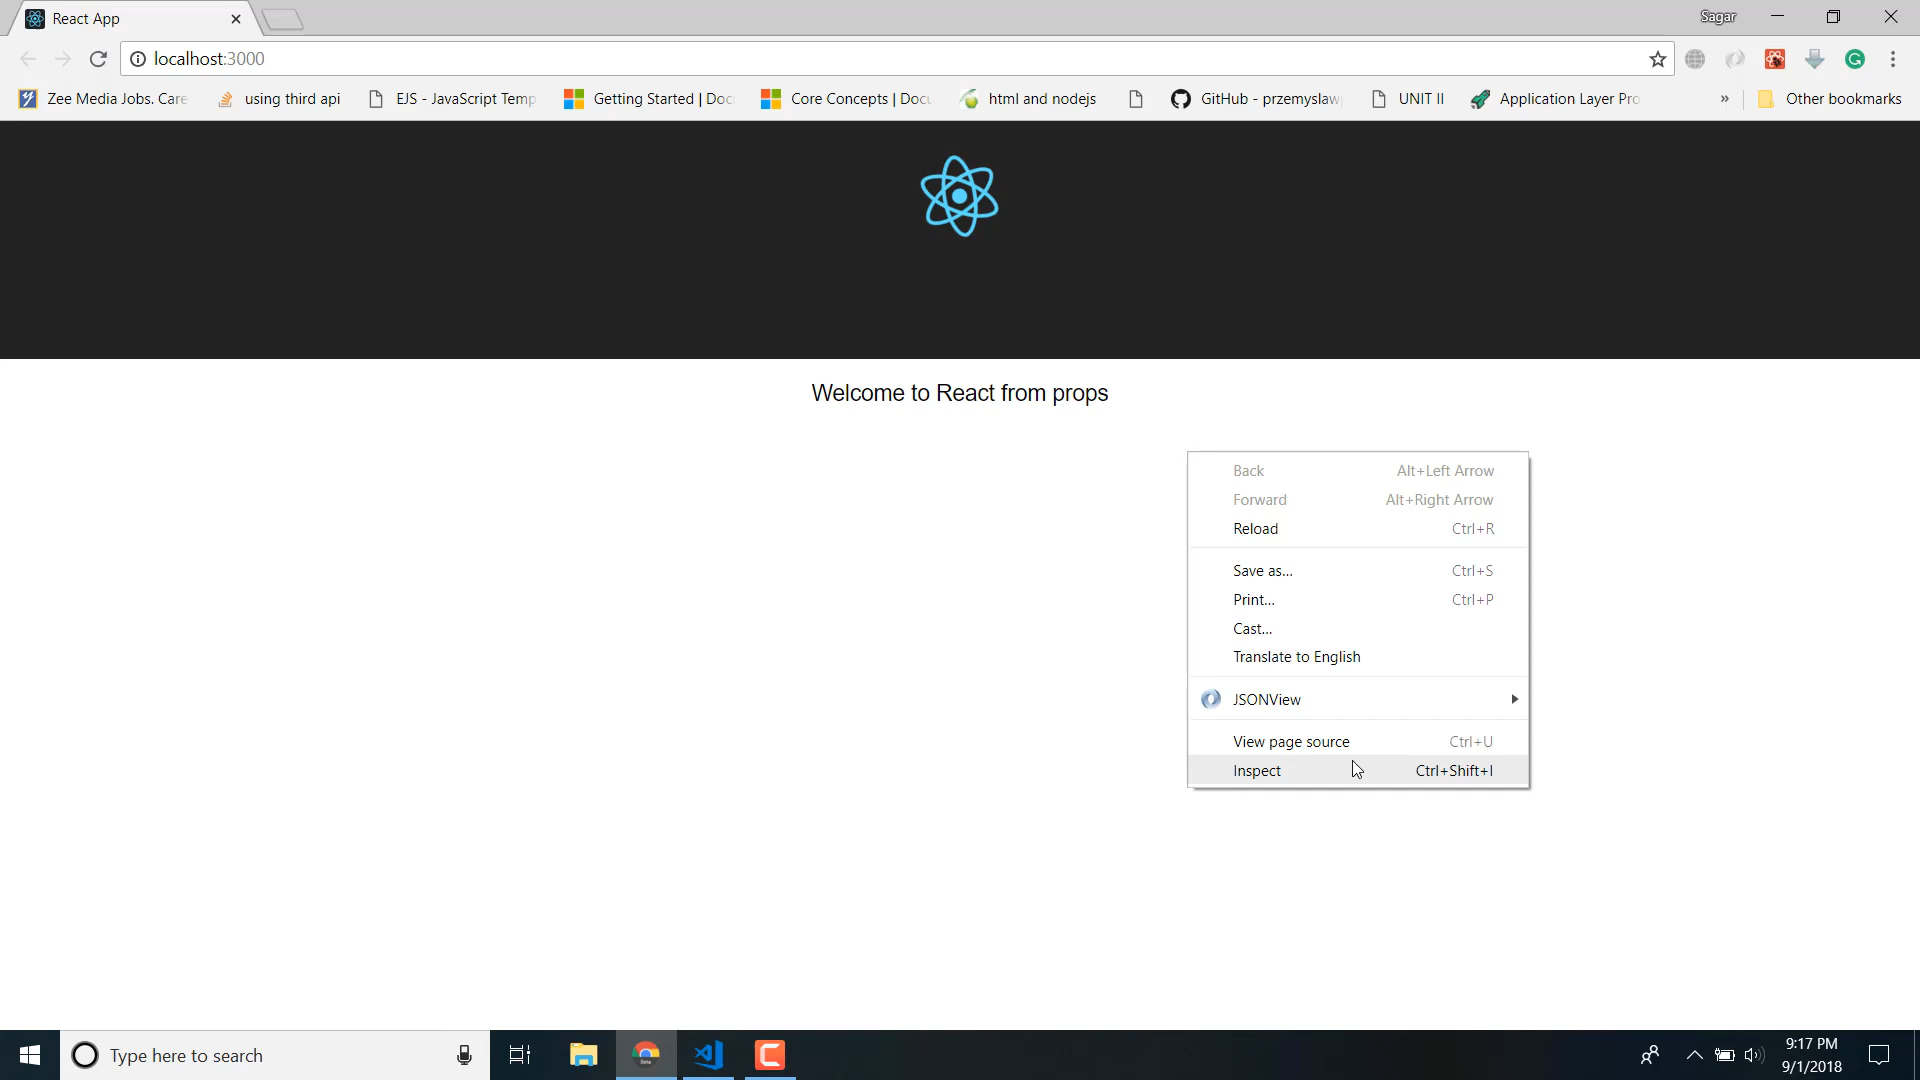 React App
Sagar
localhost:3000
Zee Media Jobs. Care
using third api
EJS - JavaScript Temp
Getting Started | Doc
Core Concepts | Docu
html and nodejs
GitHub - przemyslaw
UNIT II
Application Layer Pro
»
Other bookmarks
Welcome to React from props
Back Alt+Left Arrow
Forward Alt+Right Arrow
Reload Ctrl+R
Save as... Ctrl+S
Print... Ctrl+P
Cast...
Translate to English
JSONView
View page source Ctrl+U
Inspect Ctrl+Shift+I
Type here to search
Beta
9:17 PM
9/1/2018